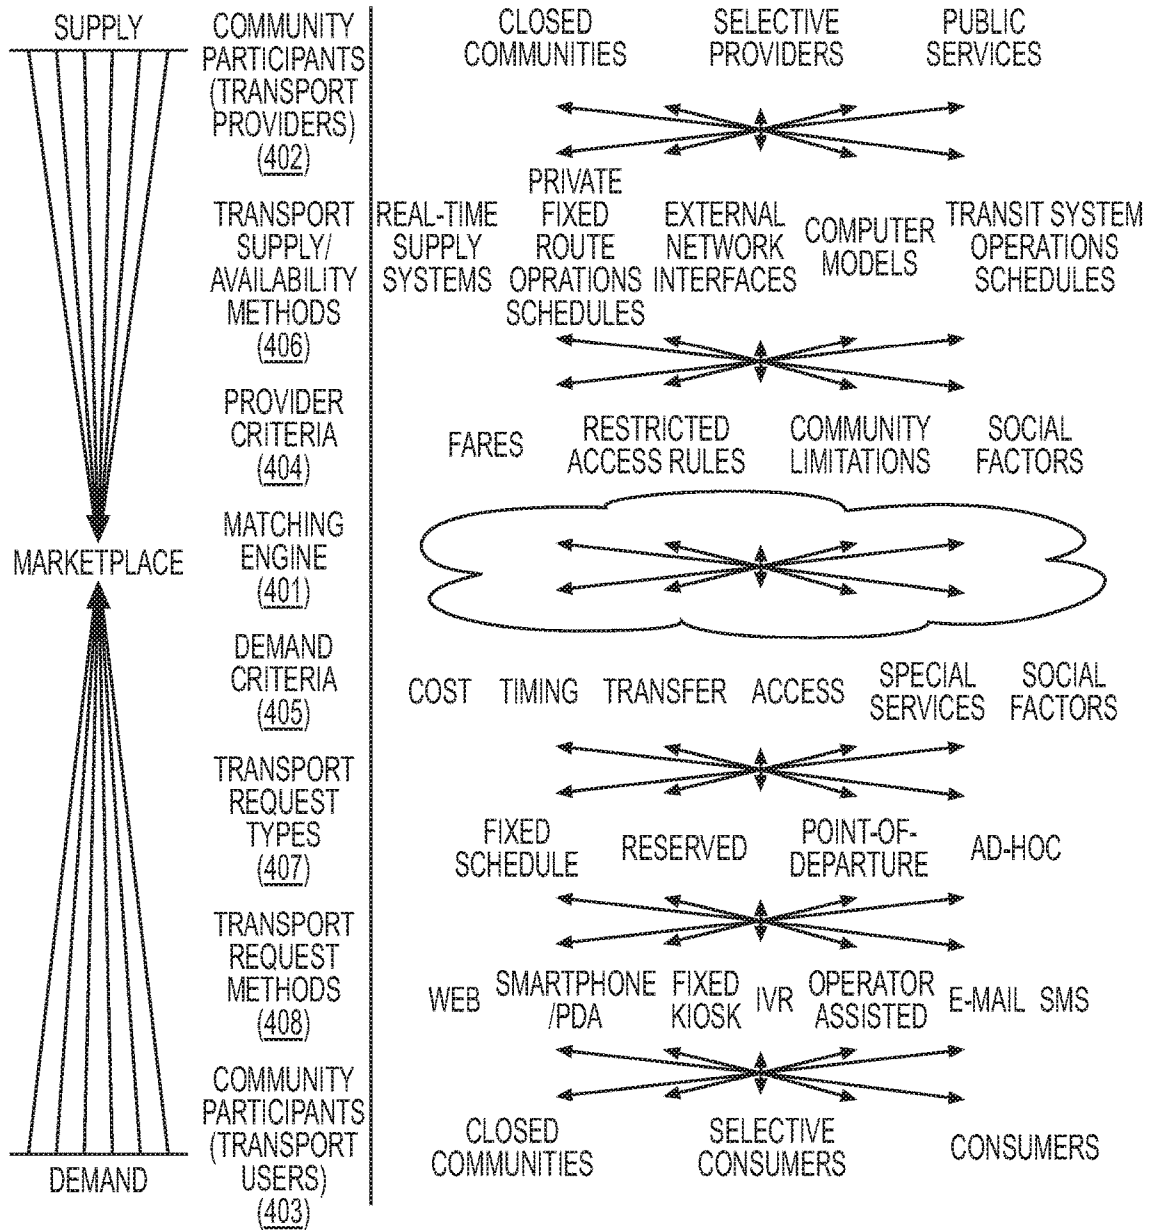 SUPPLY
COMMUNITY
PARTICIPANTS
(TRANSPORT
PROVIDERS)
(402)
CLOSED
COMMUNITIES
SELECTIVE
PROVIDERS
PUBLIC
SERVICES
TRANSPORT
SUPPLY/
AVAILABILITY
METHODS
(406)
REAL-TIME
SUPPLY
SYSTEMS
PRIVATE
FIXED
ROUTE
OPRATIONS
SCHEDULES
EXTERNAL
NETWORK
INTERFACES
COMPUTER
MODELS
TRANSIT SYSTEM
OPERATIONS
SCHEDULES
PROVIDER
CRITERIA
(404)
FARES
RESTRICTED
ACCESS RULES
COMMUNITY
LIMITATIONS
SOCIAL
FACTORS
MARKETPLACE
MATCHING
ENGINE
(401)
DEMAND
CRITERIA
(405)
COST
TIMING
TRANSFER
ACCESS
SPECIAL
SERVICES
SOCIAL
FACTORS
TRANSPORT
REQUEST
TYPES
(407)
FIXED
SCHEDULE
RESERVED
POINT-OF-
DEPARTURE
AD-HOC
TRANSPORT
REQUEST
METHODS
(408)
WEB
SMARTPHONE
/PDA
FIXED
KIOSK
IVR
OPERATOR
ASSISTED
E-MAIL
SMS
COMMUNITY
PARTICIPANTS
(TRANSPORT
USERS)
(403)
CLOSED
COMMUNITIES
SELECTIVE
CONSUMERS
CONSUMERS
DEMAND